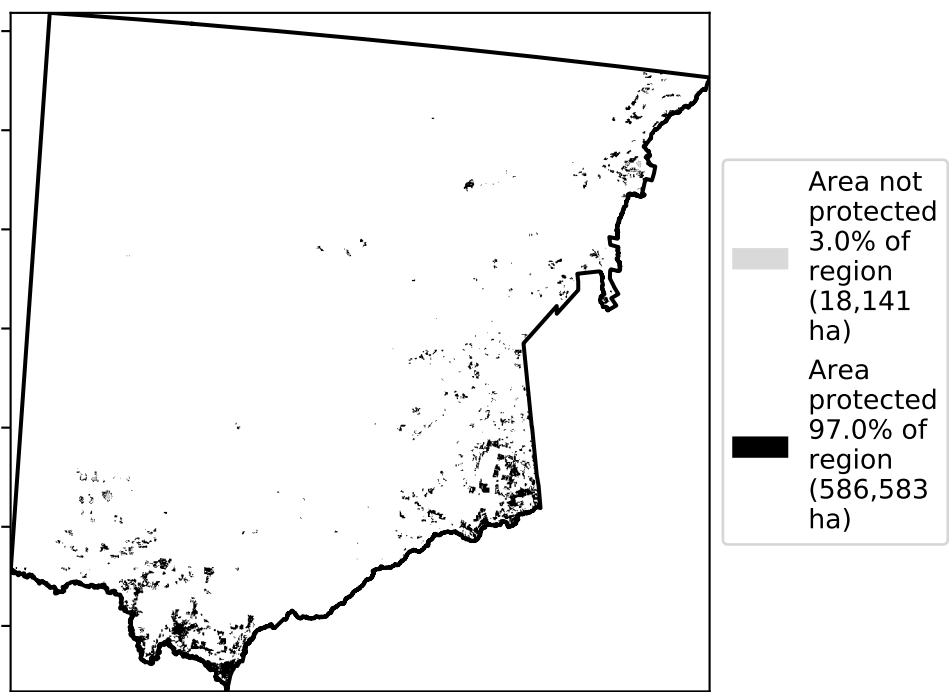 Area not
protected
3.0% of
region
(18,141
ha)
Area
protected
97.0% of
region
(586,583
ha)